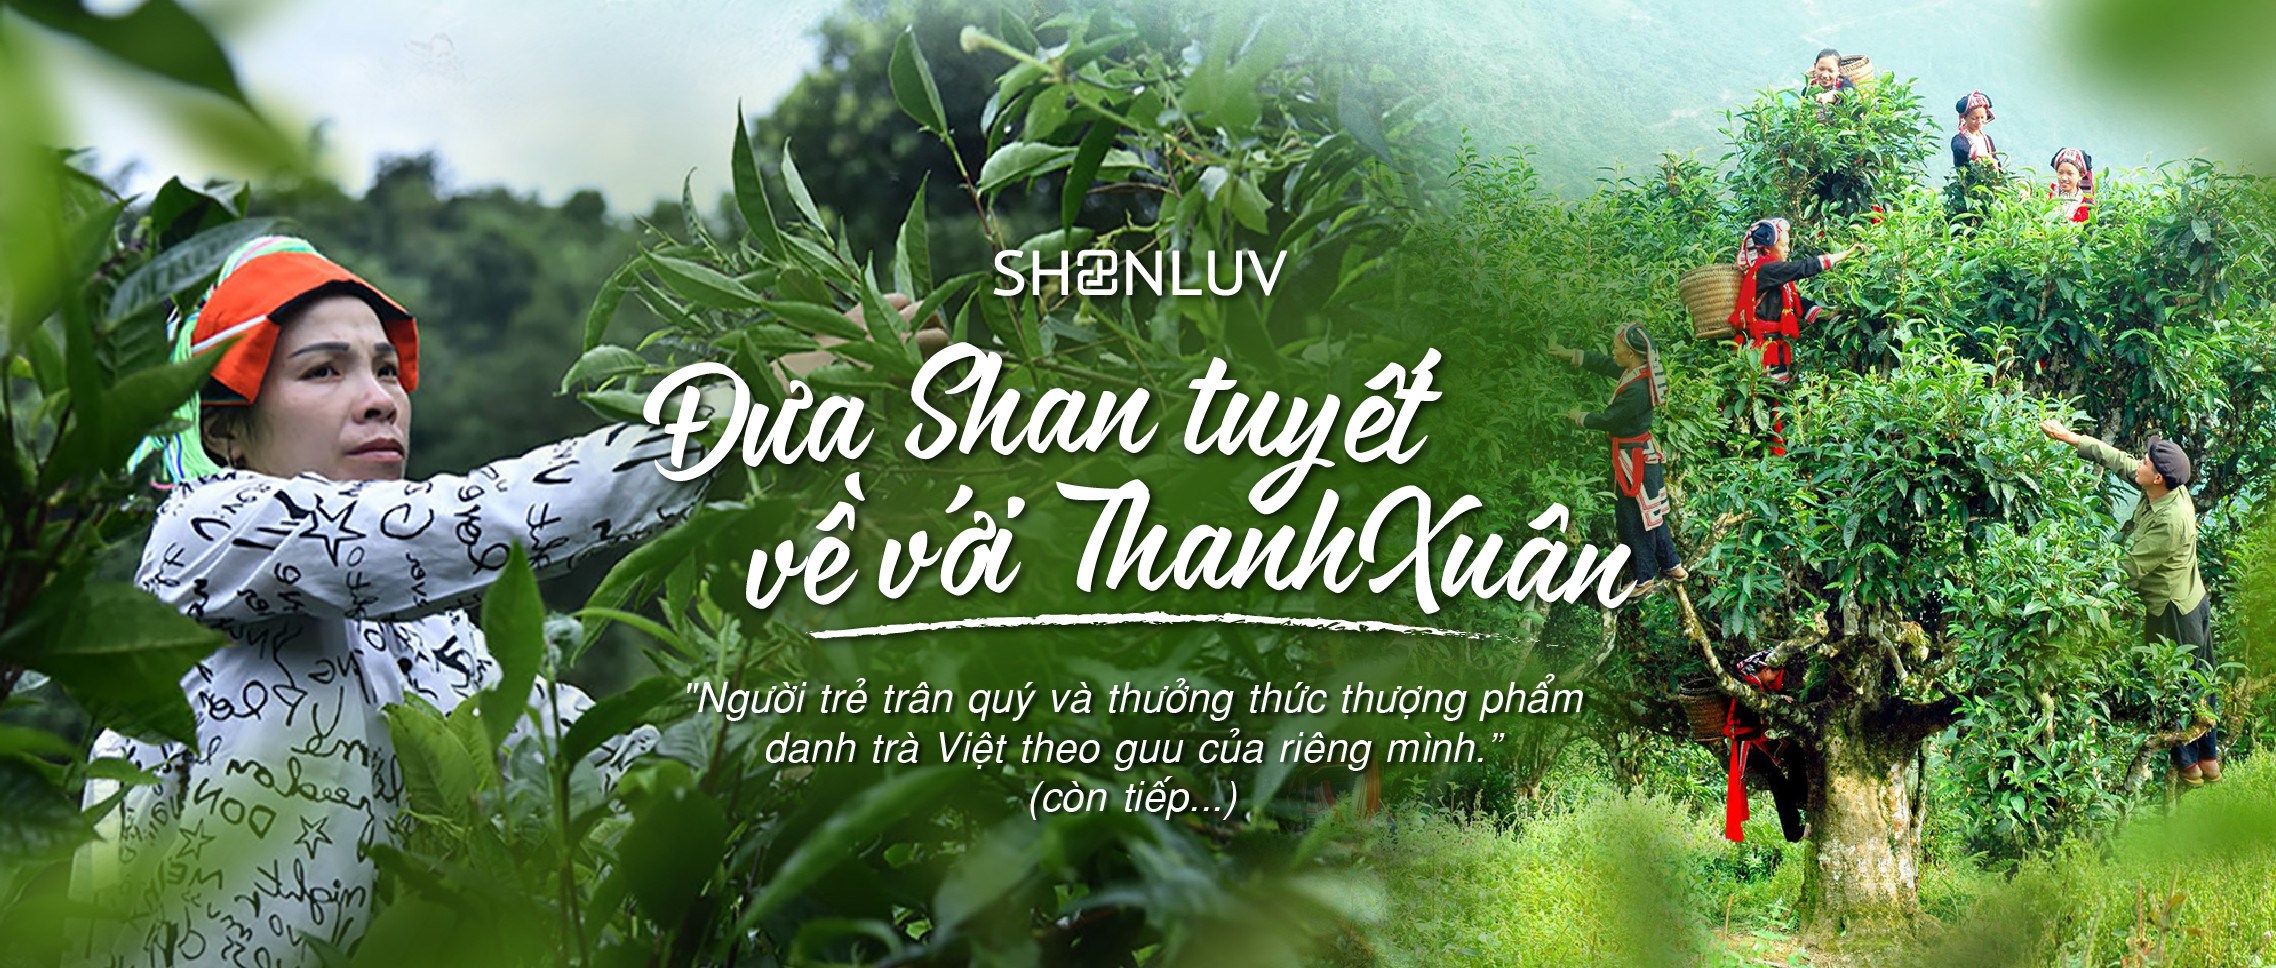 SHANLUV
Đưa Shan tuyết
về với ThanhXuân
"Người trẻ trân quý và thưởng thức thượng phẩm
danh trà Việt theo guu của riêng mình.”
(còn tiếp...)